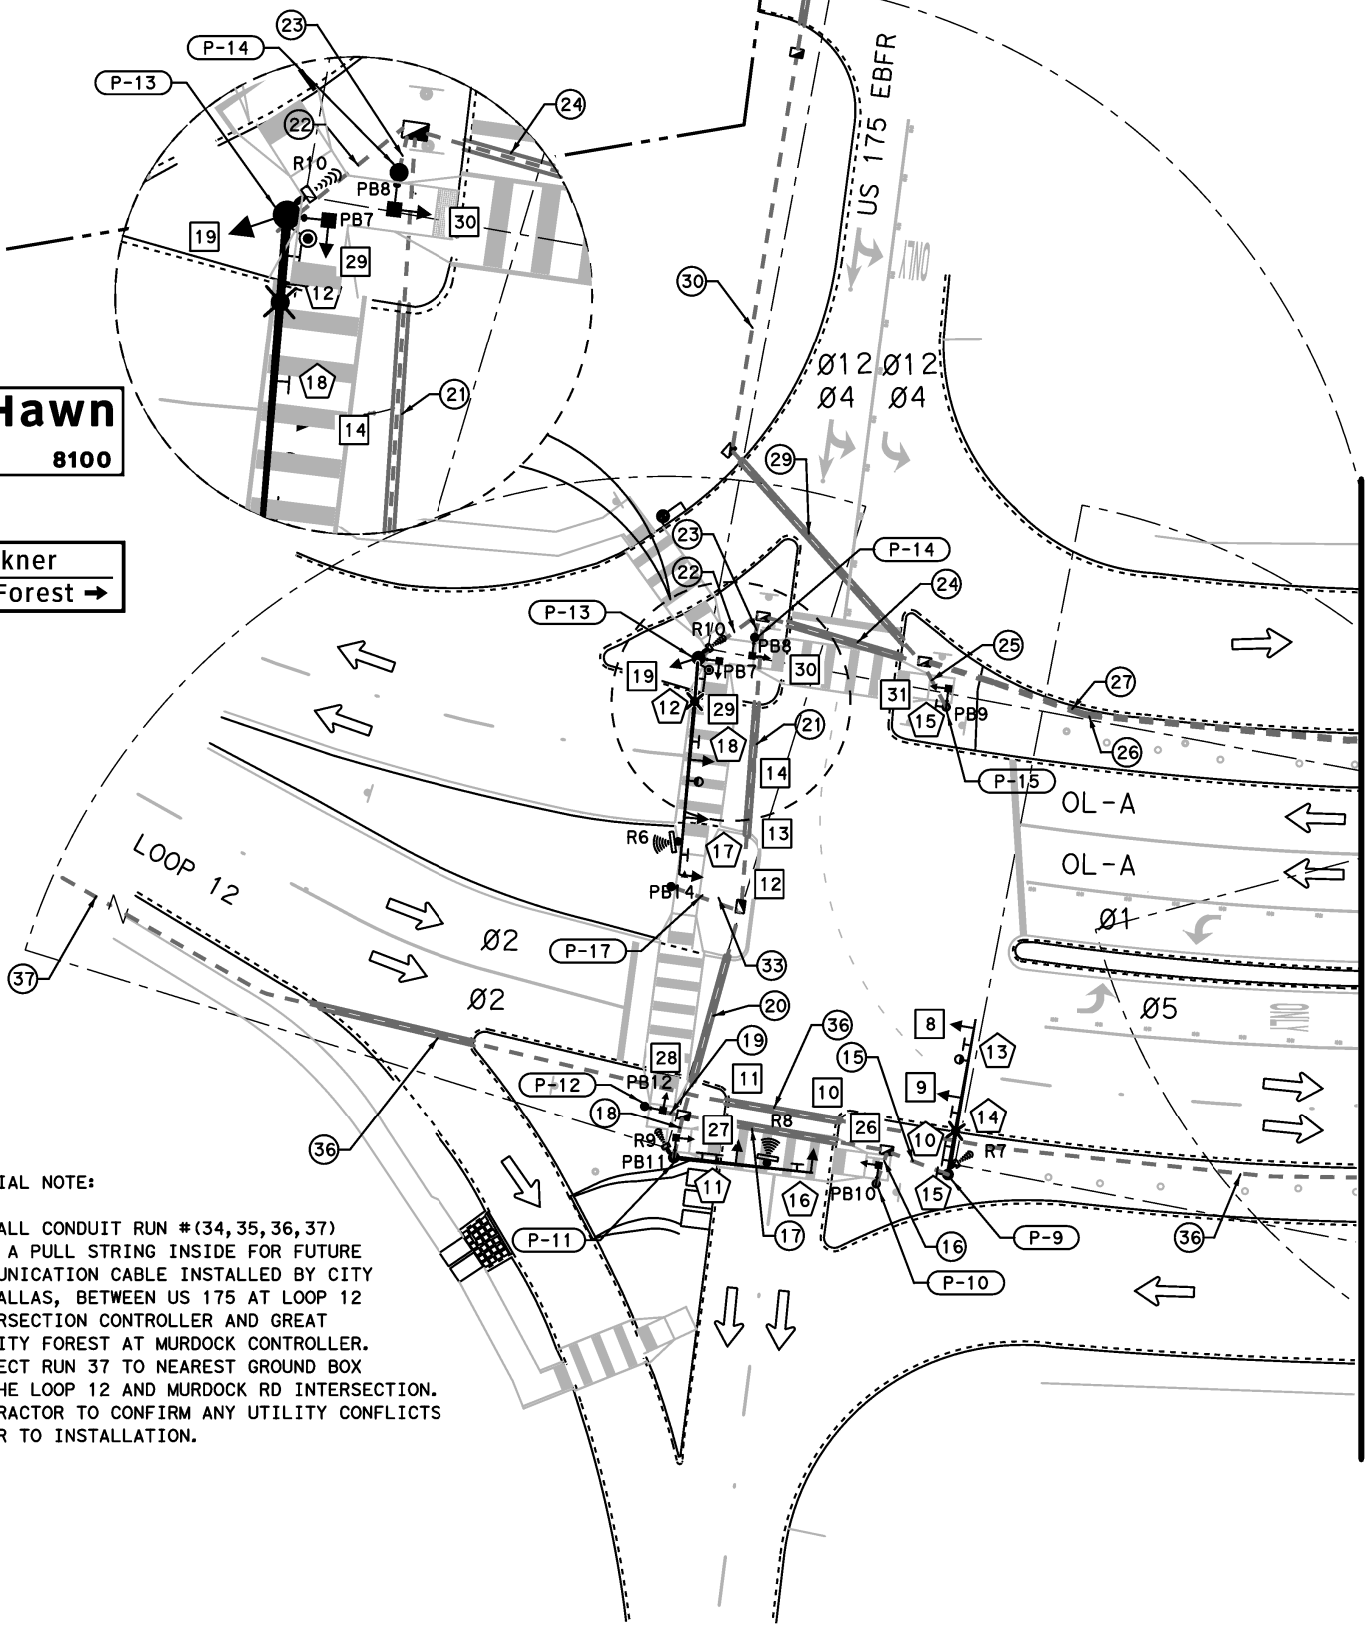 23
P-14
P-13
24
22
R10
PB8
PB7
30
19
29
12
18
21
14
Hawn
8100
kner
Forest →
US 175 EBFR
ONLY
30
Ø12 Ø12
Ø4 Ø4
29
23
P-14
22
24
P-13
R10
PB8
25
19
PB7
30
31
27
12
29
15
PB9
26
18
21
14
P-15
OL-A
13
R6
17
OL-A
LOOP 12
PB14
12
Ø1
Ø2
P-17
33
37
Ø2
20
Ø5
ONLY
36
8
13
28
19
15
11
9
P-12
PB12
10
14
18
R8
26
10
27
R9
R7
36
PB11
11
16
PB10
15
P-11
17
16
P-9
36
P-10
IAL NOTE:
ALL CONDUIT RUN #(34,35,36,37)
A PULL STRING INSIDE FOR FUTURE
UNICATION CABLE INSTALLED BY CITY
ALLAS, BETWEEN US 175 AT LOOP 12
RSECTION CONTROLLER AND GREAT
ITY FOREST AT MURDOCK CONTROLLER.
ECT RUN 37 TO NEAREST GROUND BOX
HE LOOP 12 AND MURDOCK RD INTERSECTION.
RACTOR TO CONFIRM ANY UTILITY CONFLICTS
R TO INSTALLATION.